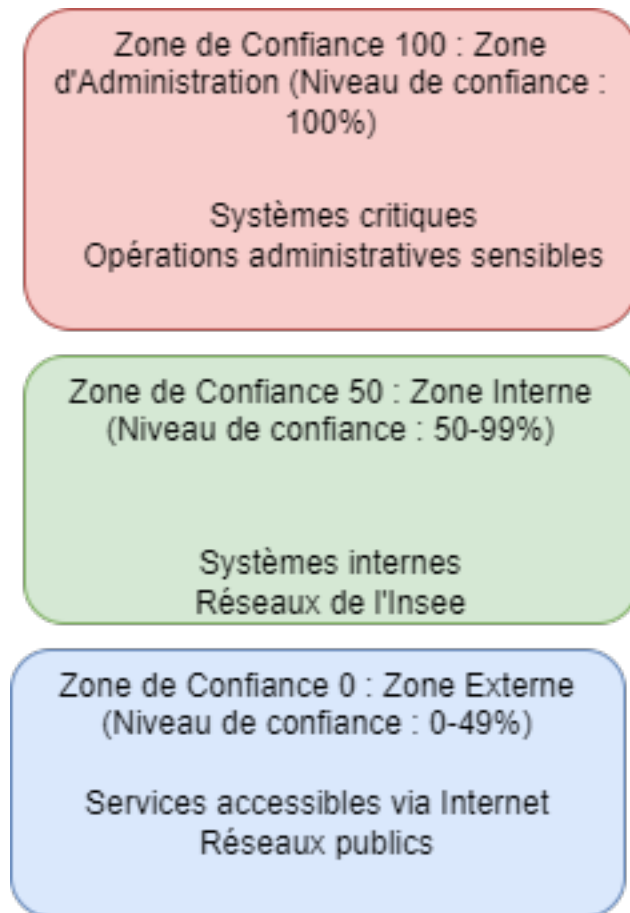 Zone de Confiance 100 : Zone
d'Administration (Niveau de confiance :
100%)
Systèmes critiques
Opérations administratives sensibles
Zone de Confiance 50 : Zone Interne
(Niveau de confiance : 50-99%)
Systèmes internes
Réseaux de l'Insee
Zone de Confiance 0 : Zone Externe
(Niveau de confiance : 0-49%)
Services accessibles via Internet
Réseaux publics